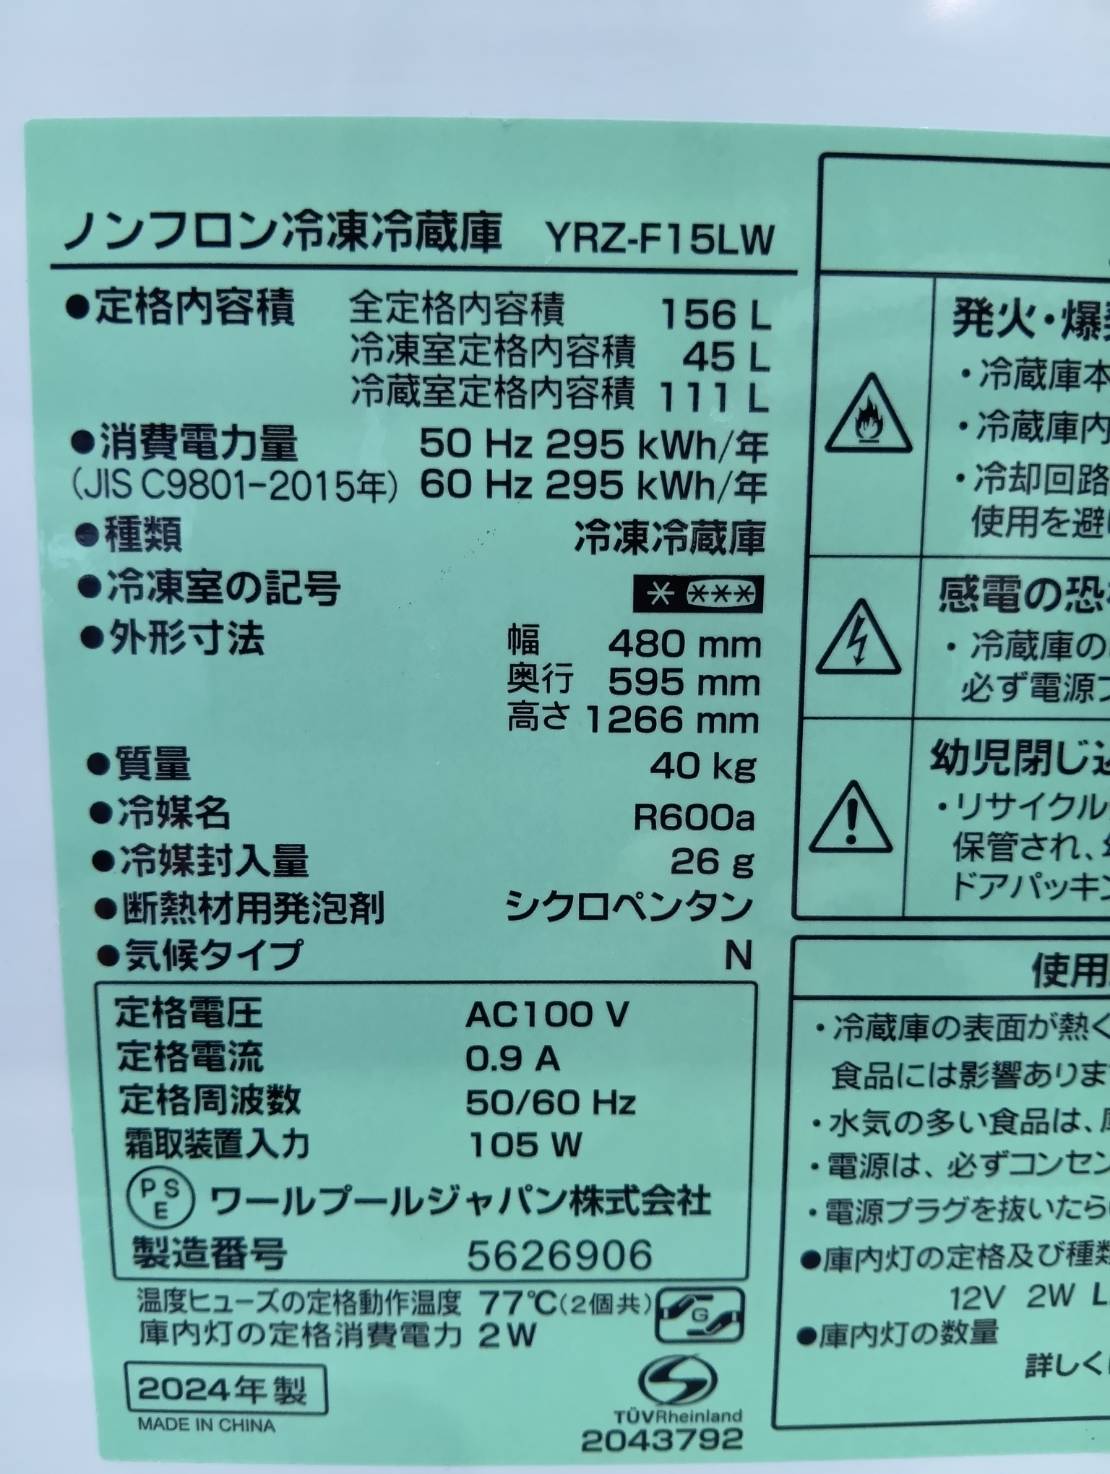 ノンフロン冷凍冷蔵庫 YRZ-F15LW
●定格内容積 全定格内容積 156 L
冷凍室定格内容積 45 L
冷蔵室定格内容積 111 L
●消費電力量 50 Hz 295 kWh/年
(JIS C9801-2015年) 60 Hz 295 kWh/年
●種類 冷凍冷蔵庫
●冷凍室の記号 * ***
●外形寸法 幅 480 mm
奥行 595 mm
高さ 1266 mm
●質量 40 kg
●冷媒名 R600a
●冷媒封入量 26 g
●断熱材用発泡剤 シクロペンタン
●気候タイプ N
定格電圧 AC100 V
定格電流 0.9 A
定格周波数 50/60 Hz
霜取装置入力 105 W
PSE ワールプールジャパン株式会社
製造番号 5626906
温度ヒューズの定格動作温度 77℃(2個共)
G
庫内灯の定格消費電力 2W
2024年製
MADE IN CHINA
TÜVRheinland
2043792
発火・爆
・冷蔵庫本
・冷蔵庫内
・冷却回路
使用を避
感電の恐
・冷蔵庫の
必ず電源
幼児閉じ込
・リサイクル
保管され、
ドアパッキン
使用
・冷蔵庫の表面が熱く
食品には影響ありま
・水気の多い食品は、
・電源は、必ずコンセン
・電源プラグを抜いたら
●庫内灯の定格及び種類
12V 2W L
●庫内灯の数量
詳しく